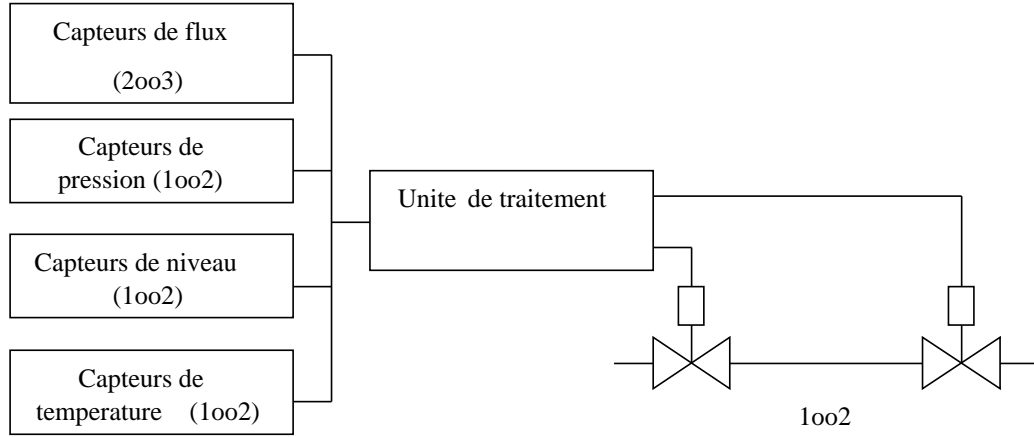 Capteurs de flux
(2oo3)
Capteurs de
pression (1oo2)
Capteurs de niveau
(1oo2)
Capteurs de
temperature (1oo2)
Unite de traitement
1oo2